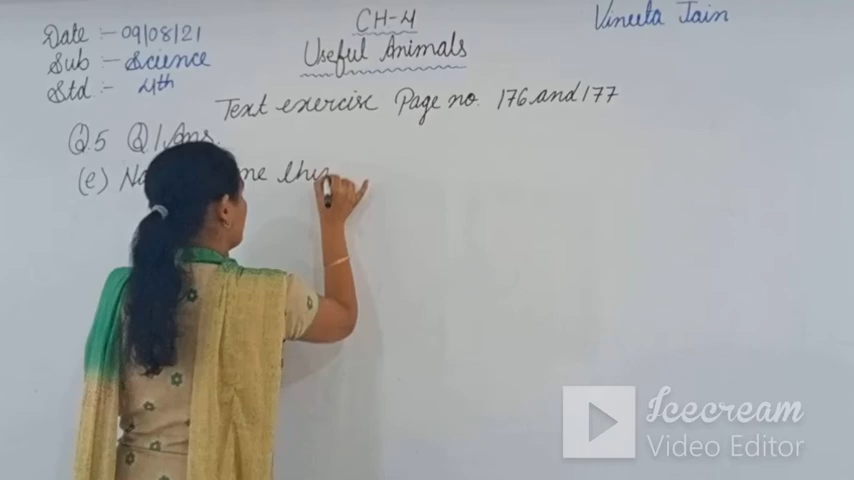 CH-4
Vineeta Jain
Date :- 09/08/21
Useful Animals
Sub :- Science
Std :- 4th
Text exercise Page no. 176 and 177
Q.5 Q1 Ans.
(e)
Icecream
Video Editor